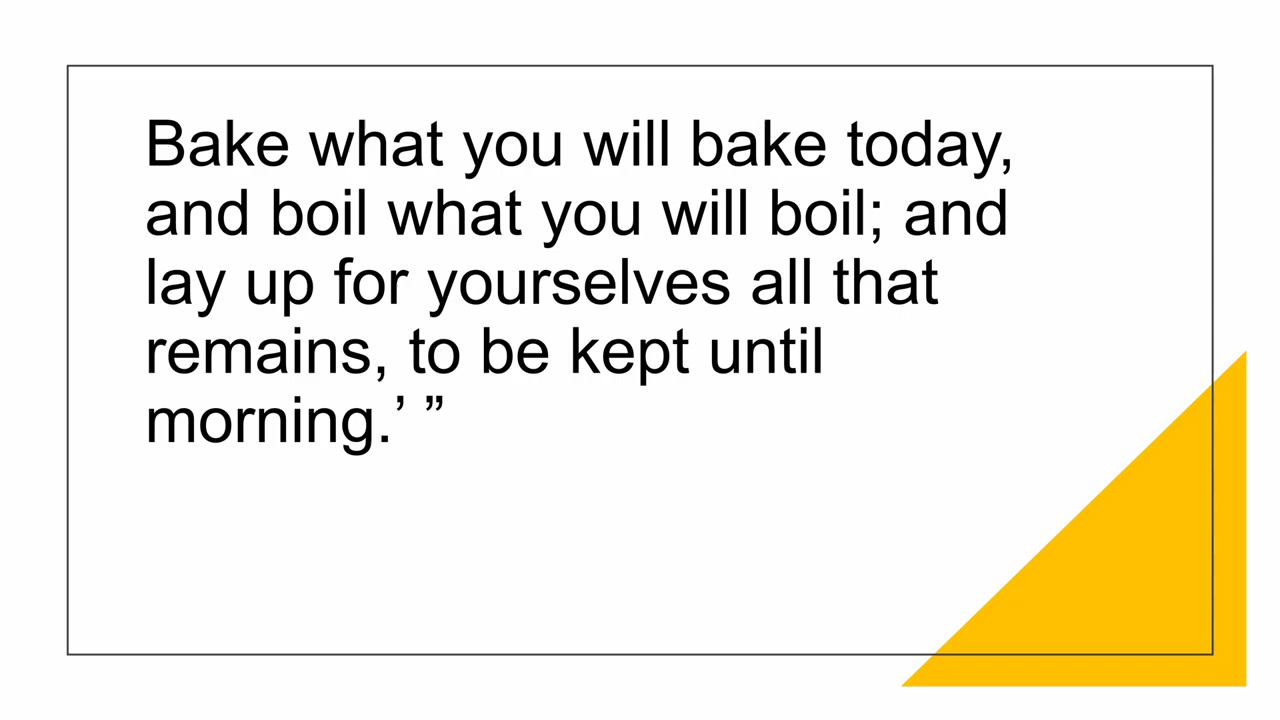 Bake what you will bake today,
and boil what you will boil; and
lay up for yourselves all that
remains, to be kept until
morning.’ ”